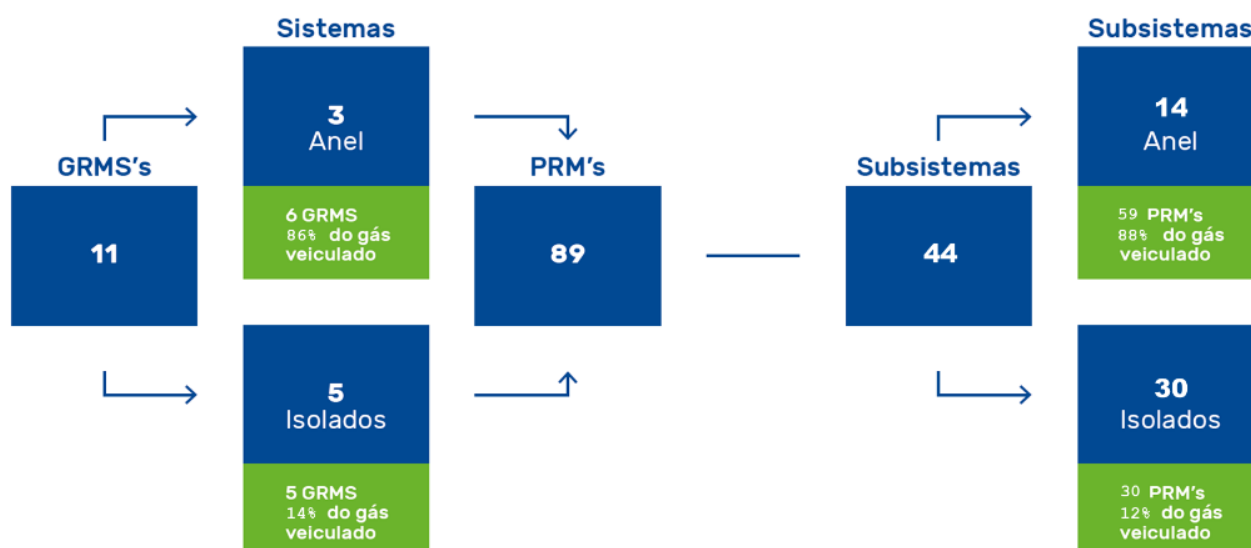 Sistemas
Subsistemas
3
Anel
14
Anel
GRMS's
PRM's
Subsistemas
6 GRMS
86% do gás
veiculado
59 PRM's
88% do gás
veiculado
11
89
44
5
Isolados
30
Isolados
5 GRMS
14% do gás
veiculado
30 PRM's
12% do gás
veiculado